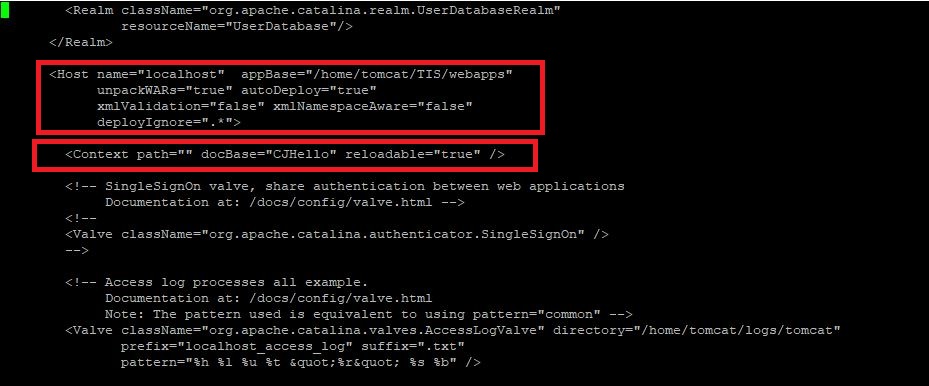 <Realm className="org.apache.catalina.realm.UserDatabaseRealm"
resourceName="UserDatabase"/>
</Realm>
<Host name="localhost"  appBase="/home/tomcat/TIS/webapps"
unpackWARs="true" autoDeploy="true"
xmlValidation="false" xmlNamespaceAware="false"
deployIgnore=".*">
<Context path="" docBase="CJHello" reloadable="true" />
<!-- SingleSignOn valve, share authentication between web applications
Documentation at: /docs/config/valve.html -->
<!--
<Valve className="org.apache.catalina.authenticator.SingleSignOn" />
-->
<!-- Access log processes all example.
Documentation at: /docs/config/valve.html
Note: The pattern used is equivalent to using pattern="common" -->
<Valve className="org.apache.catalina.valves.AccessLogValve" directory="/home/tomcat/logs/tomcat"
prefix="localhost_access_log" suffix=".txt"
pattern="%h %l %u %t &quot;%r&quot; %s %b" />